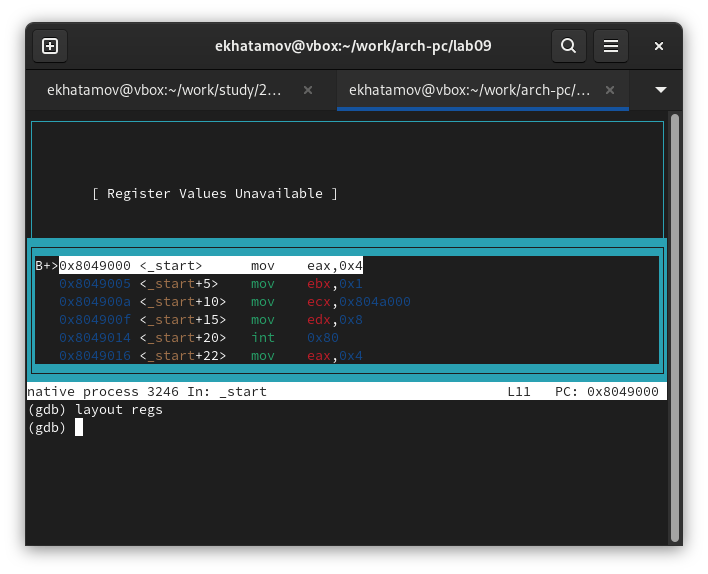 ekhatamov@vbox:~/work/arch-pc/lab09
ekhatamov@vbox:~/work/study/2... × ekhatamov@vbox:~/work/arch-pc/... ×
[ Register Values Unavailable ]
B+>0x8049000 <_start> mov eax,0x4
0x8049005 <_start+5> mov ebx,0x1
0x804900a <_start+10> mov ecx,0x804a000
0x804900f <_start+15> mov edx,0x8
0x8049014 <_start+20> int 0x80
0x8049016 <_start+22> mov eax,0x4
native process 3246 In: _start L11 PC: 0x8049000
(gdb) layout regs
(gdb)